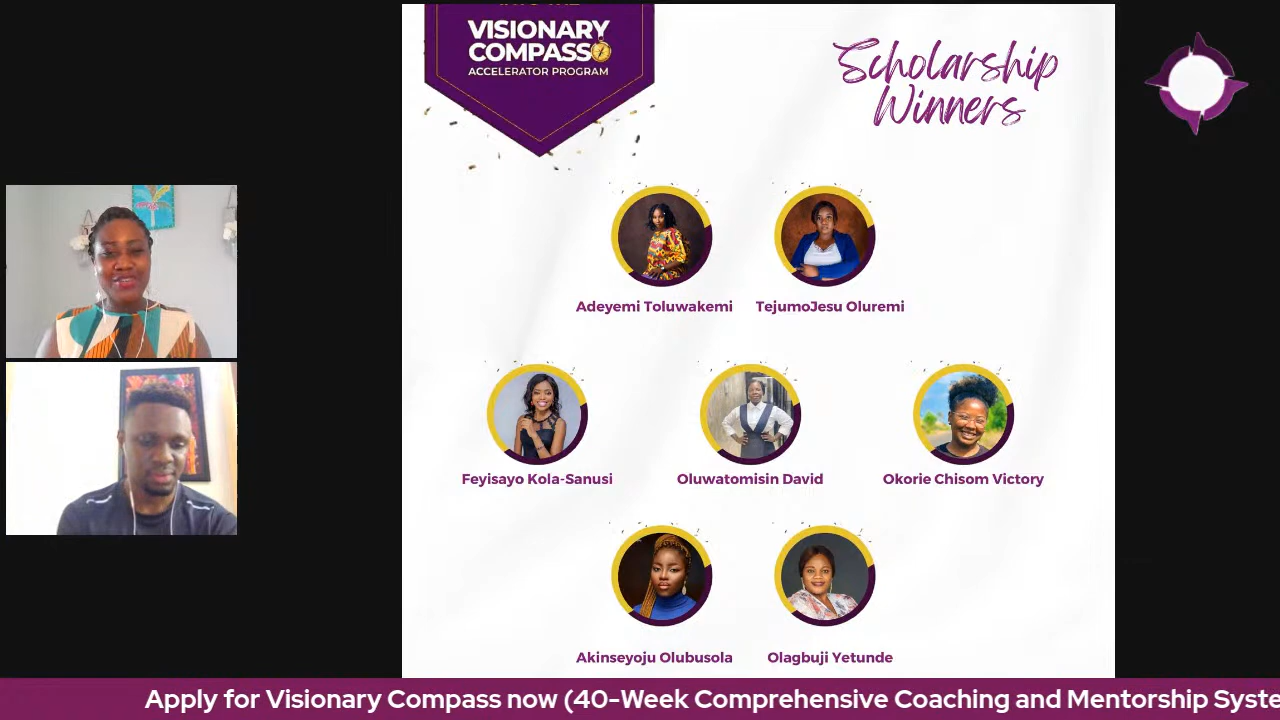 VISIONARY
COMPASS
ACCELERATOR PROGRAM
Scholarship
Winners
Adeyemi Toluwakemi
TejumoJesu Oluremi
Feyisayo Kola-Sanusi
Oluwatomisin David
Okorie Chisom Victory
Akinseyoju Olubusola
Olagbuji Yetunde
Apply for Visionary Compass now (40-Week Comprehensive Coaching and Mentorship Syste